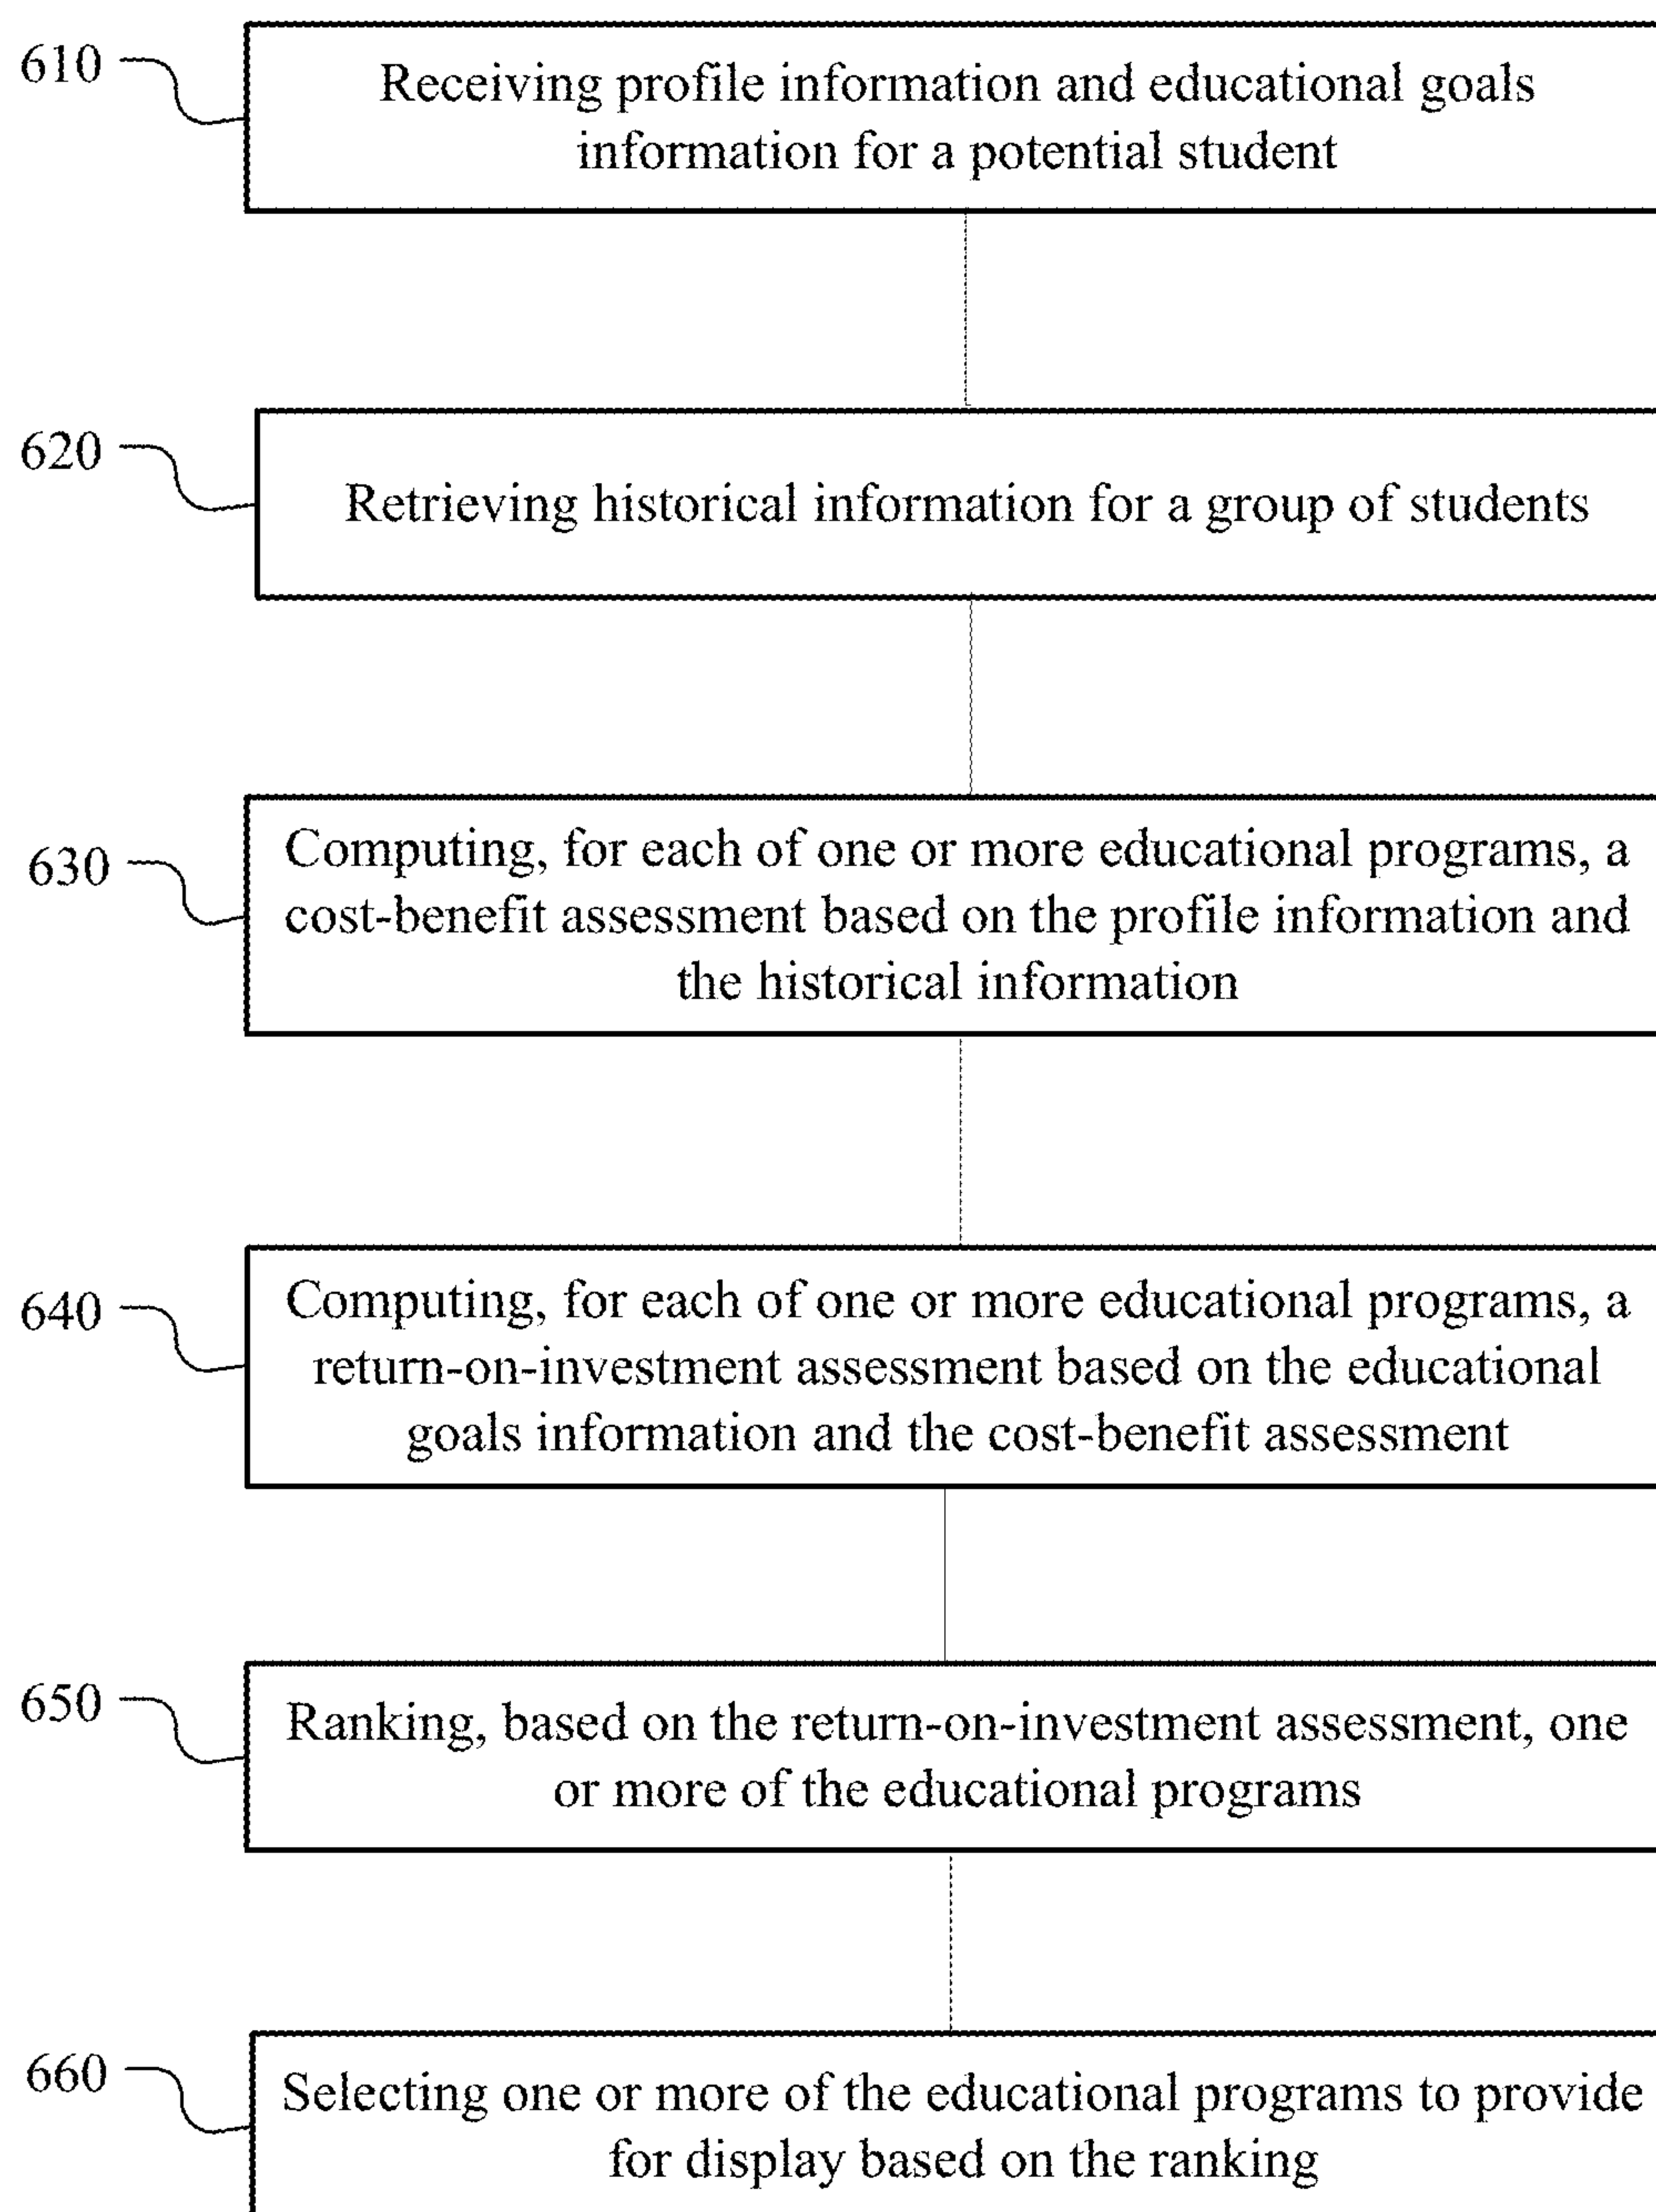 610
Receiving profile information and educational goals
information for a potential student
620
Retrieving historical information for a group of students
630
Computing, for each of one or more educational programs, a
cost-benefit assessment based on the profile information and
the historical information
640
Computing, for each of one or more educational programs, a
return-on-investment assessment based on the educational
goals information and the cost-benefit assessment
650
Ranking, based on the return-on-investment assessment, one
or more of the educational programs
660
Selecting one or more of the educational programs to provide
for display based on the ranking